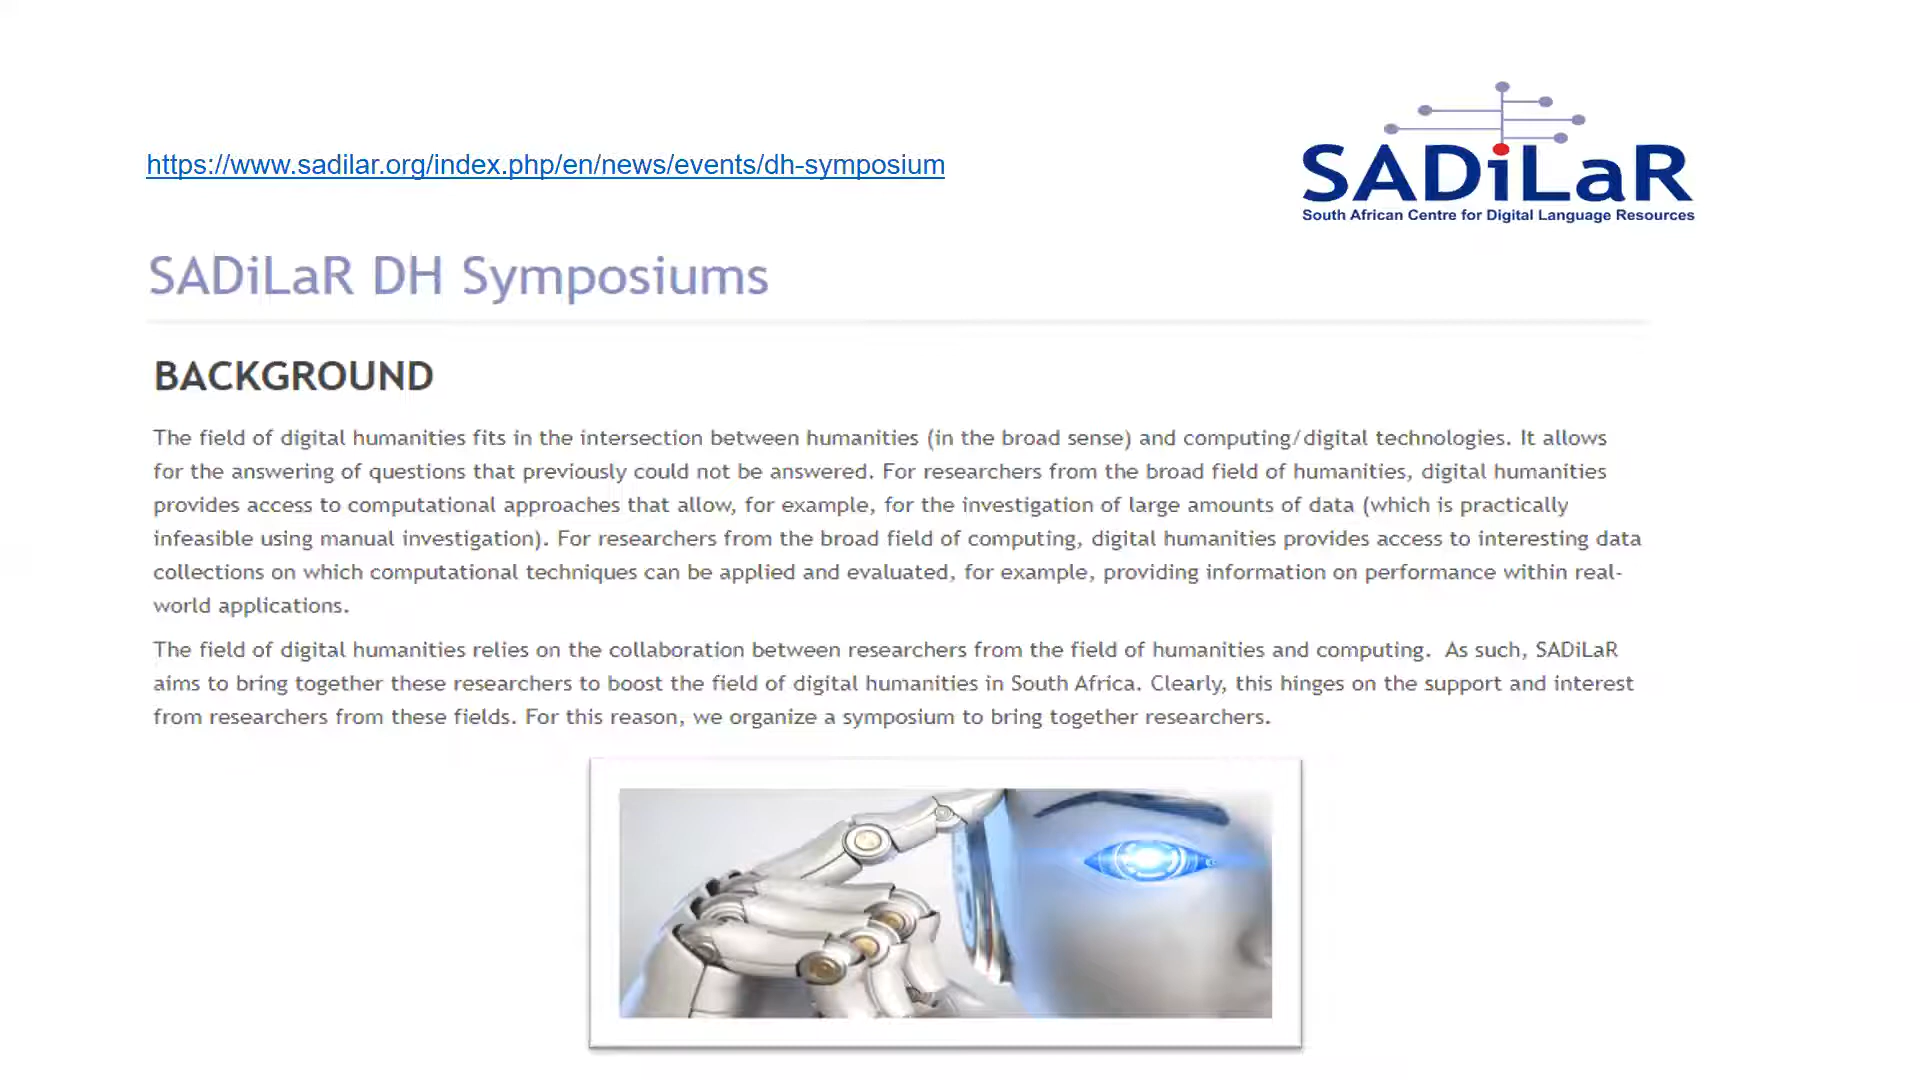 https://www.sadilar.org/index.php/en/news/events/dh-symposium
SADiLaR
South African Centre for Digital Language Resources
SADiLaR DH Symposiums
BACKGROUND
The field of digital humanities fits in the intersection between humanities (in the broad sense) and computing/digital technologies. It allows
for the answering of questions that previously could not be answered. For researchers from the broad field of humanities, digital humanities
provides access to computational approaches that allow, for example, for the investigation of large amounts of data (which is practically
infeasible using manual investigation). For researchers from the broad field of computing, digital humanities provides access to interesting data
collections on which computational techniques can be applied and evaluated, for example, providing information on performance within real-
world applications.
The field of digital humanities relies on the collaboration between researchers from the field of humanities and computing. As such, SADiLaR
aims to bring together these researchers to boost the field of digital humanities in South Africa. Clearly, this hinges on the support and interest
from researchers from these fields. For this reason, we organize a symposium to bring together researchers.